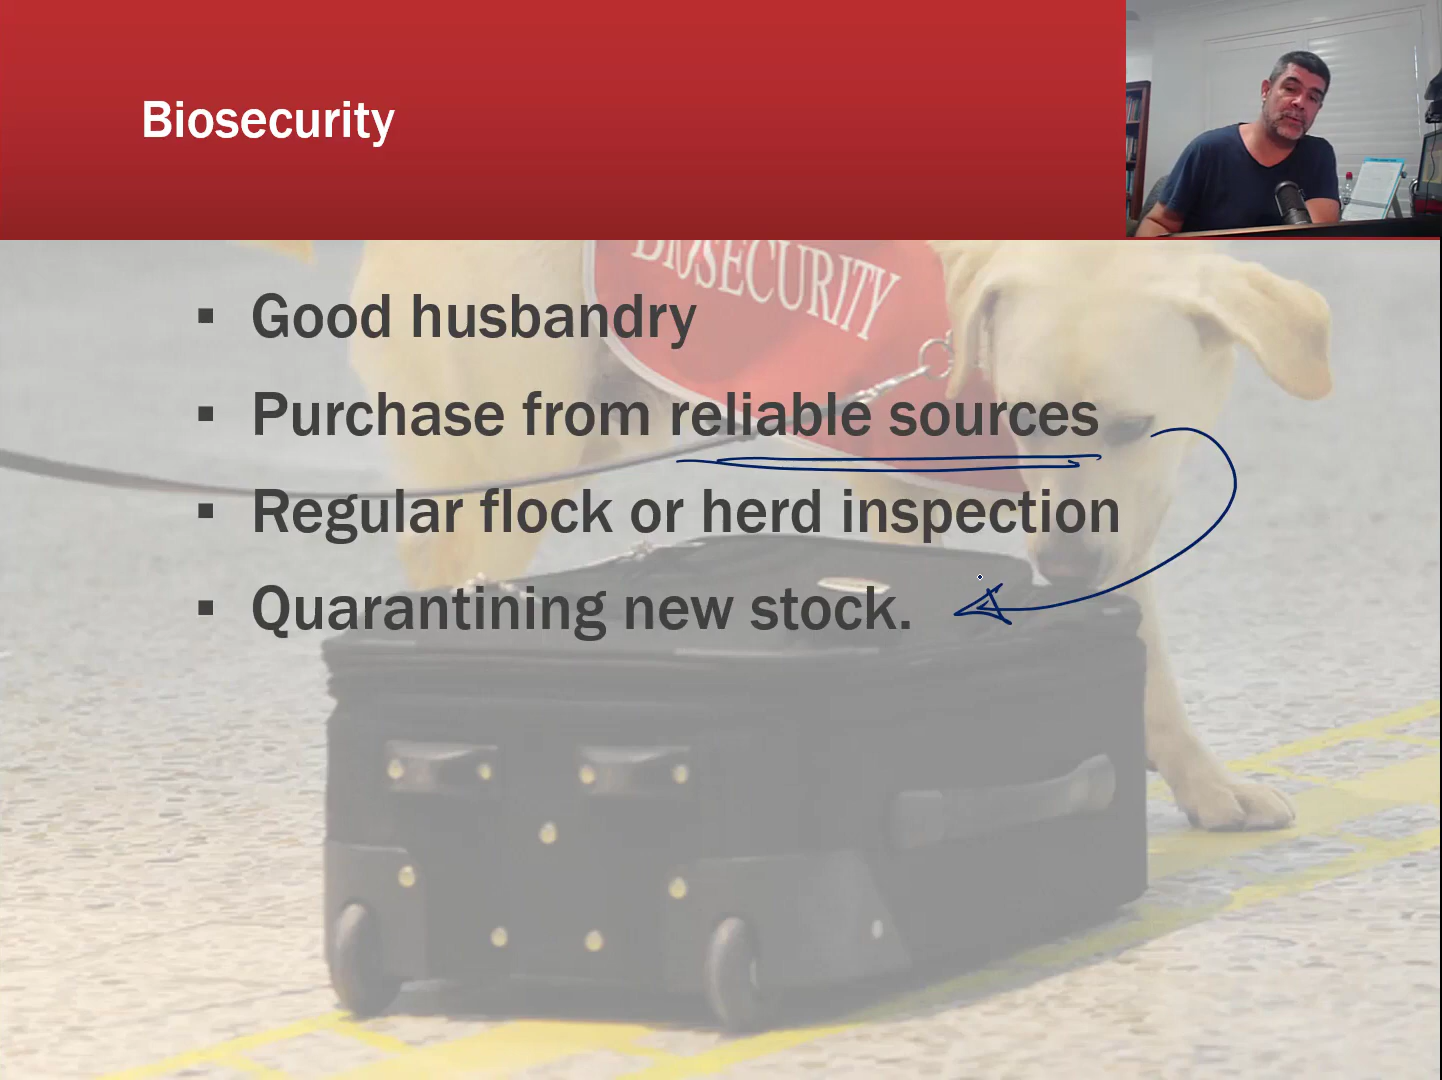 Biosecurity
BIOSECURITY
▪ Good husbandry
▪ Purchase from reliable sources
▪ Regular flock or herd inspection
▪ Quarantining new stock.